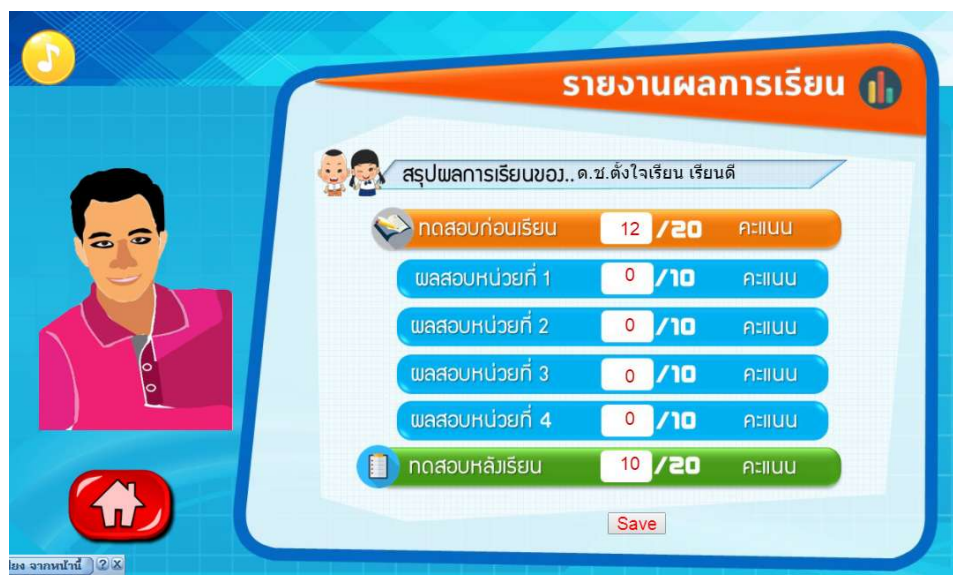 รายงานผลการเรียน
สรุปผลการเรียนของ..ด.ช.ตั้งใจเรียน เรียนดี
ทดสอบก่อนเรียน 12 /20 คะแนน
ผลสอบหน่วยที่ 1 0 /10 คะแนน
ผลสอบหน่วยที่ 2 0 /10 คะแนน
ผลสอบหน่วยที่ 3 0 /10 คะแนน
ผลสอบหน่วยที่ 4 0 /10 คะแนน
ทดสอบหลังเรียน 10 /20 คะแนน
Save
จากหน้านี้ ? X